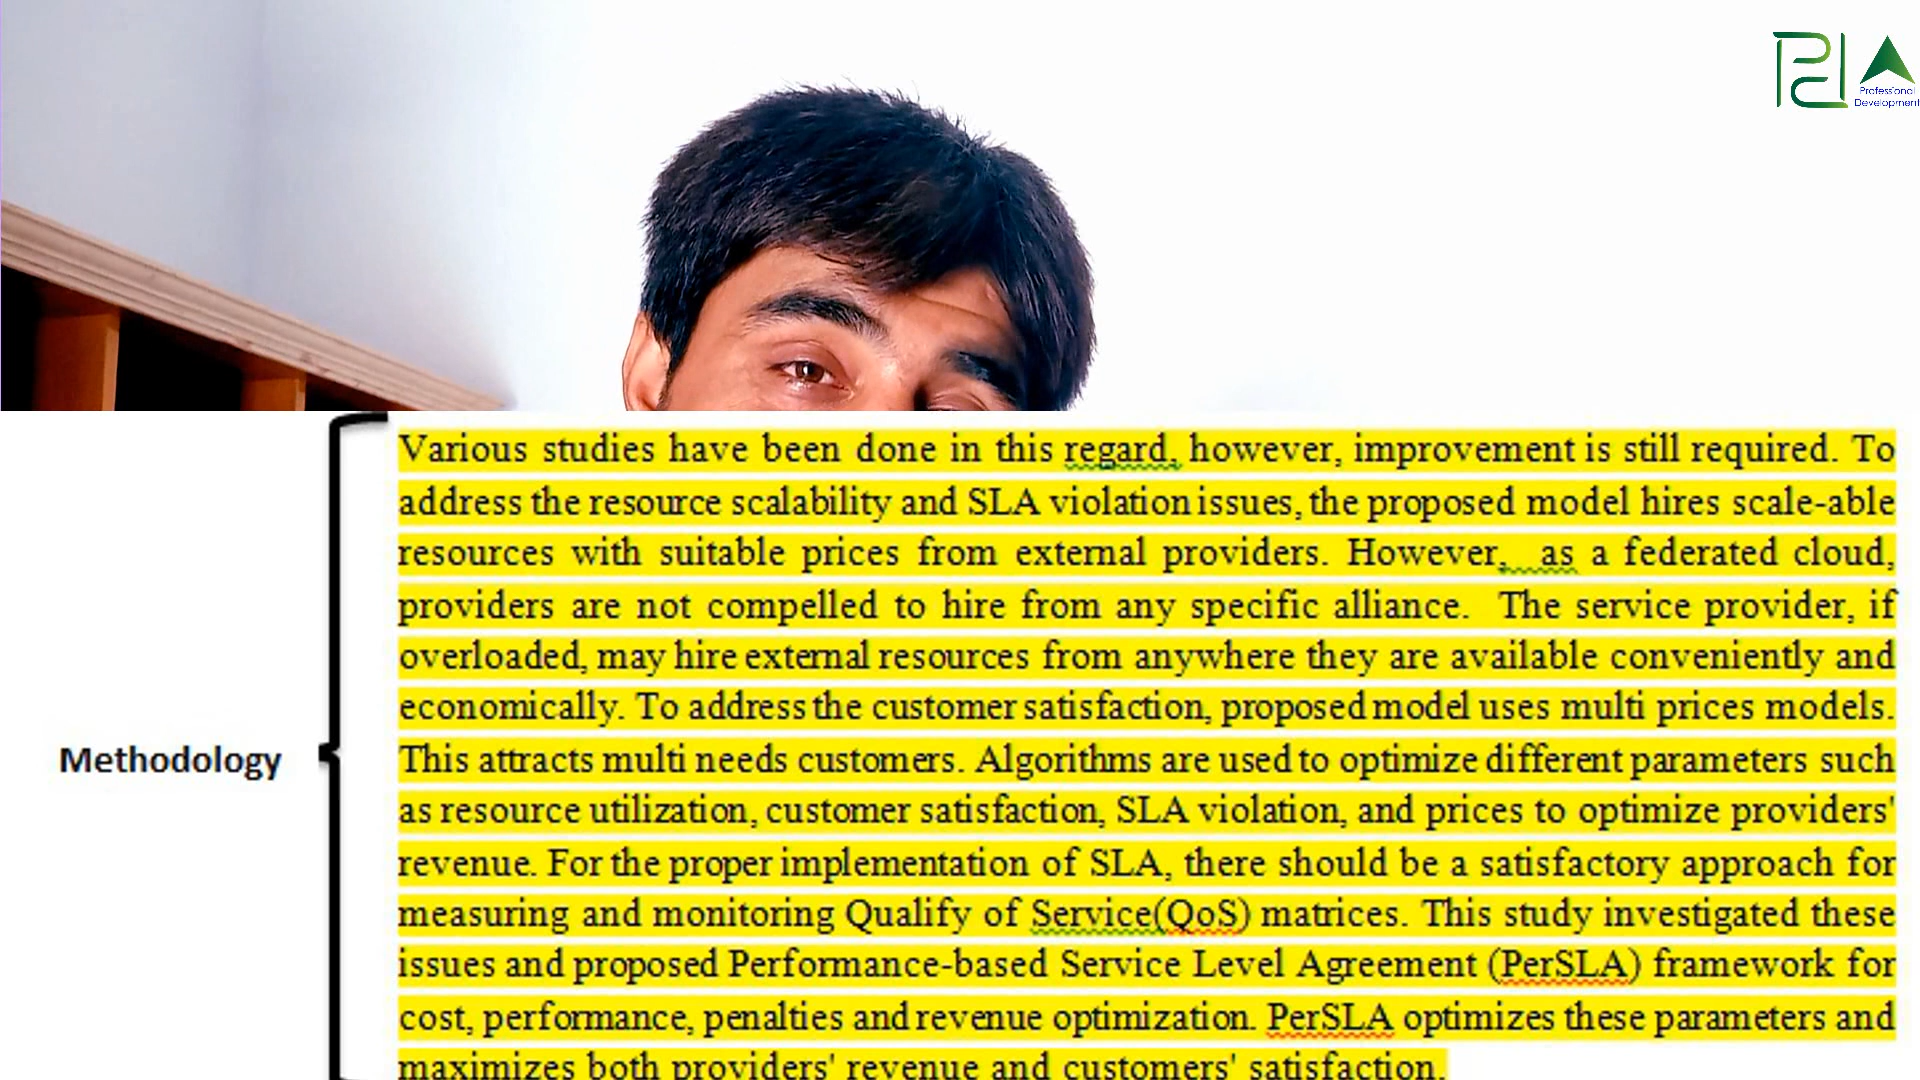 Professional
Development
Various studies have been done in this regard, however, improvement is still required. To
address the resource scalability and SLA violation issues, the proposed model hires scale-able
resources with suitable prices from external providers. However, as a federated cloud,
providers are not compelled to hire from any specific alliance. The service provider, if
overloaded, may hire external resources from anywhere they are available conveniently and
economically. To address the customer satisfaction, proposed model uses multi prices models.
Methodology
This attracts multi needs customers. Algorithms are used to optimize different parameters such
as resource utilization, customer satisfaction, SLA violation, and prices to optimize providers'
revenue. For the proper implementation of SLA, there should be a satisfactory approach for
measuring and monitoring Qualify of Service(QoS) matrices. This study investigated these
issues and proposed Performance-based Service Level Agreement (PerSLA) framework for
cost, performance, penalties and revenue optimization. PerSLA optimizes these parameters and
maximizes both providers' revenue and customers' satisfaction.